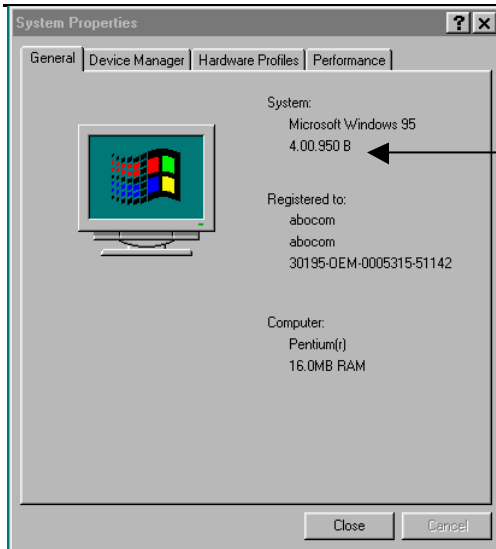 System Properties
General Device Manager Hardware Profiles Performance
System:
Microsoft Windows 95
4.00.950 B
Registered to:
abocom
abocom
30195-OEM-0005315-51142
Computer:
Pentium(r)
16.0MB RAM
Close Cancel